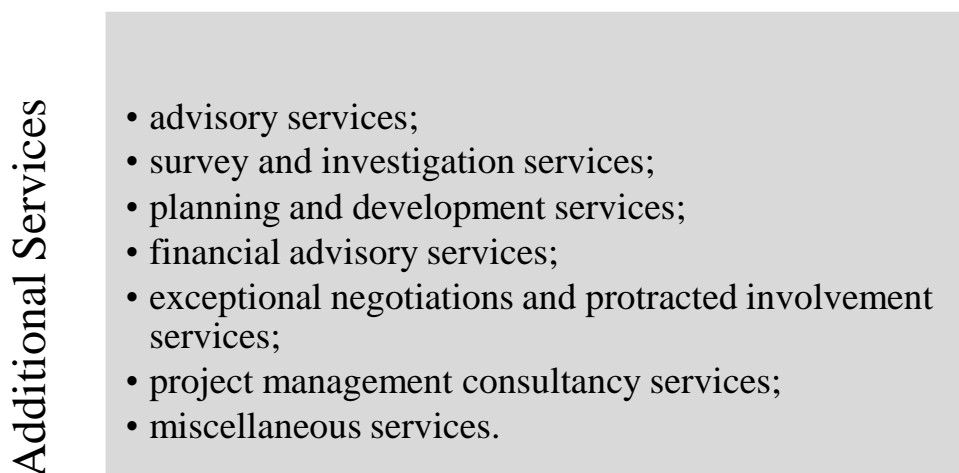 Additional Services
• advisory services;
• survey and investigation services;
• planning and development services;
• financial advisory services;
• exceptional negotiations and protracted involvement
services;
• project management consultancy services;
• miscellaneous services.